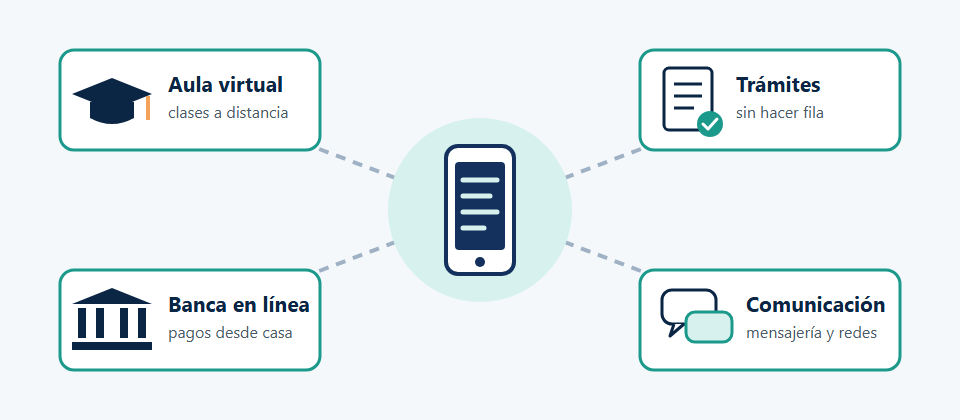 Aula virtual
clases a distancia
Trámites
sin hacer fila
Banca en línea
pagos desde casa
Comunicación
mensajería y redes